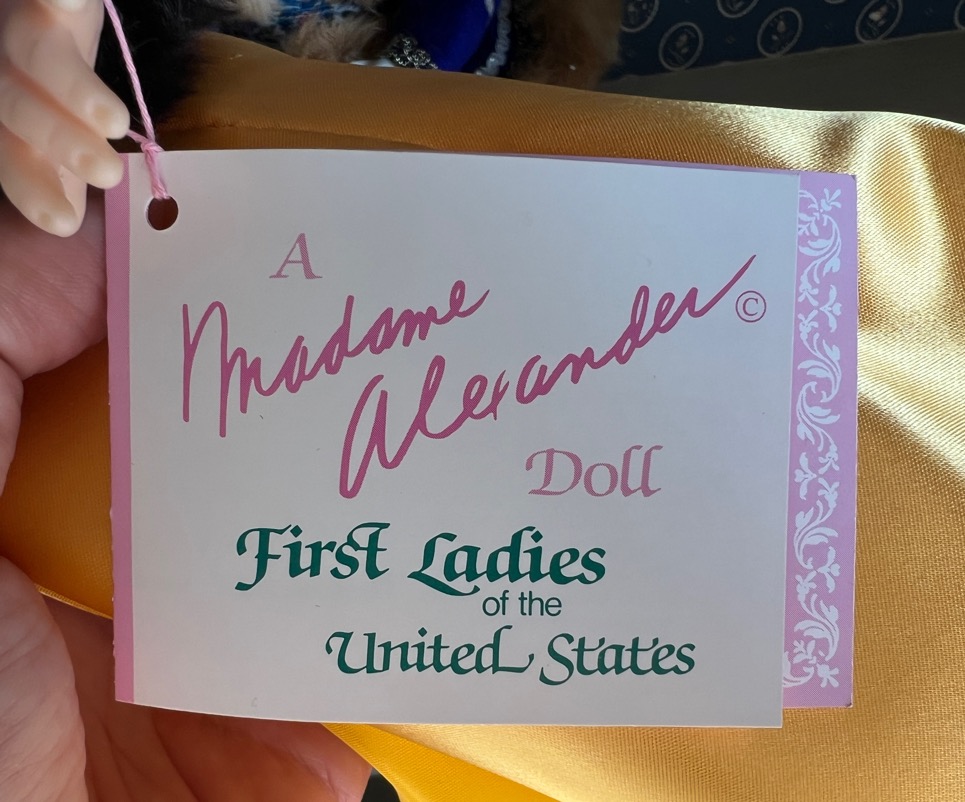 A
Madame
Alexander ©
Doll
First Ladies
of the
United States